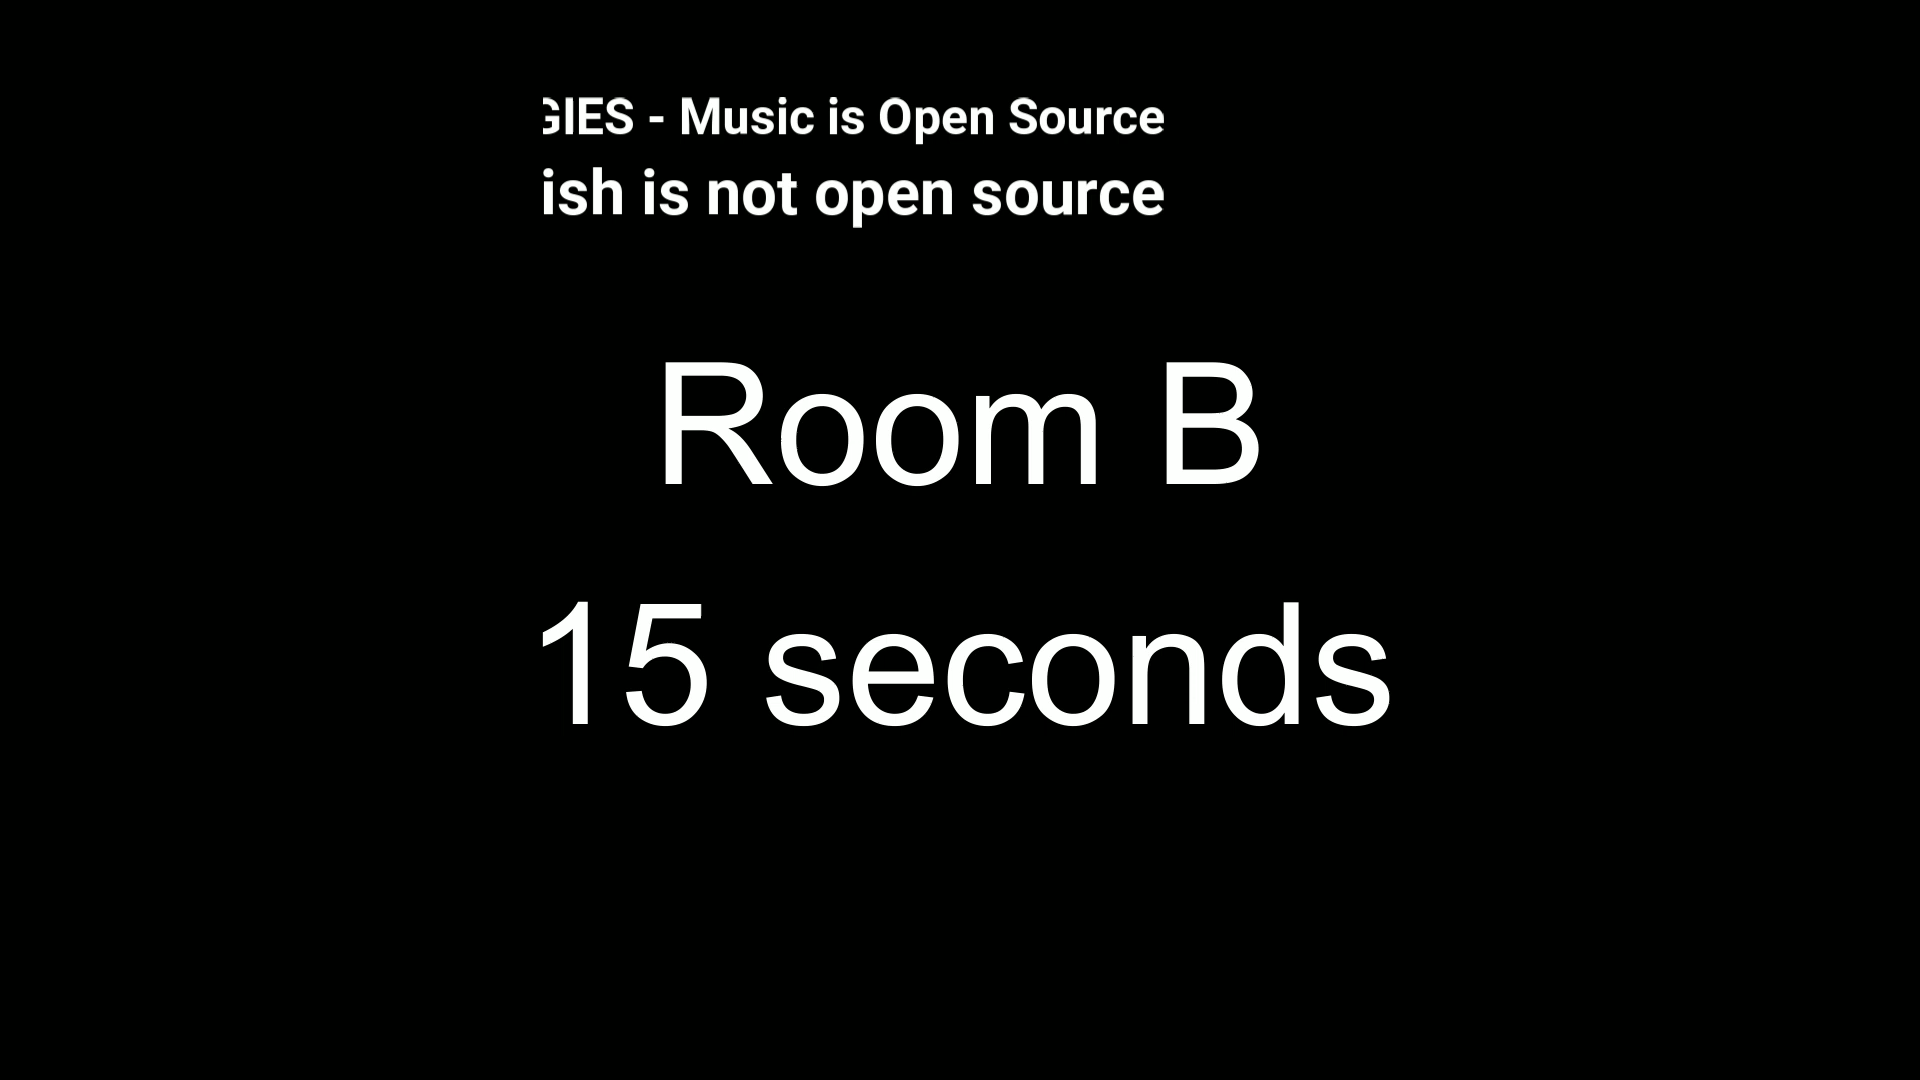 GIES - Music is Open Source
ish is not open source
Room B
15 seconds